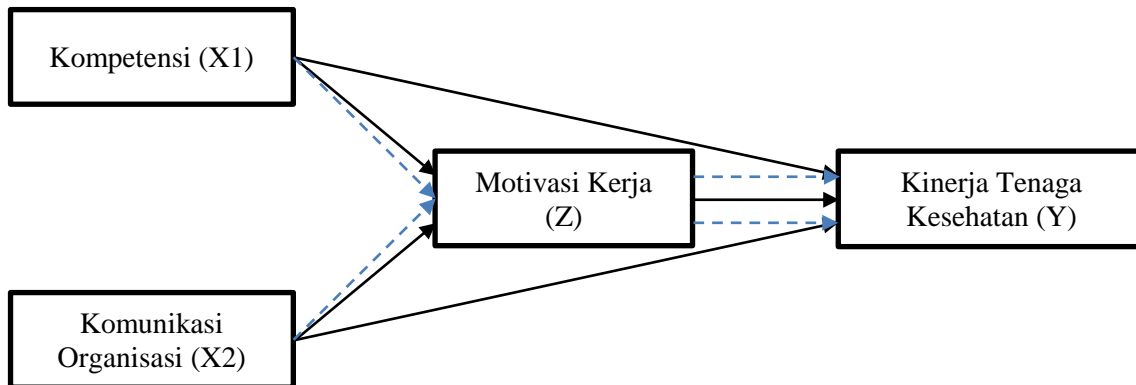 Kompetensi (X1)
Motivasi Kerja
(Z)
Kinerja Tenaga
Kesehatan (Y)
Komunikasi
Organisasi (X2)